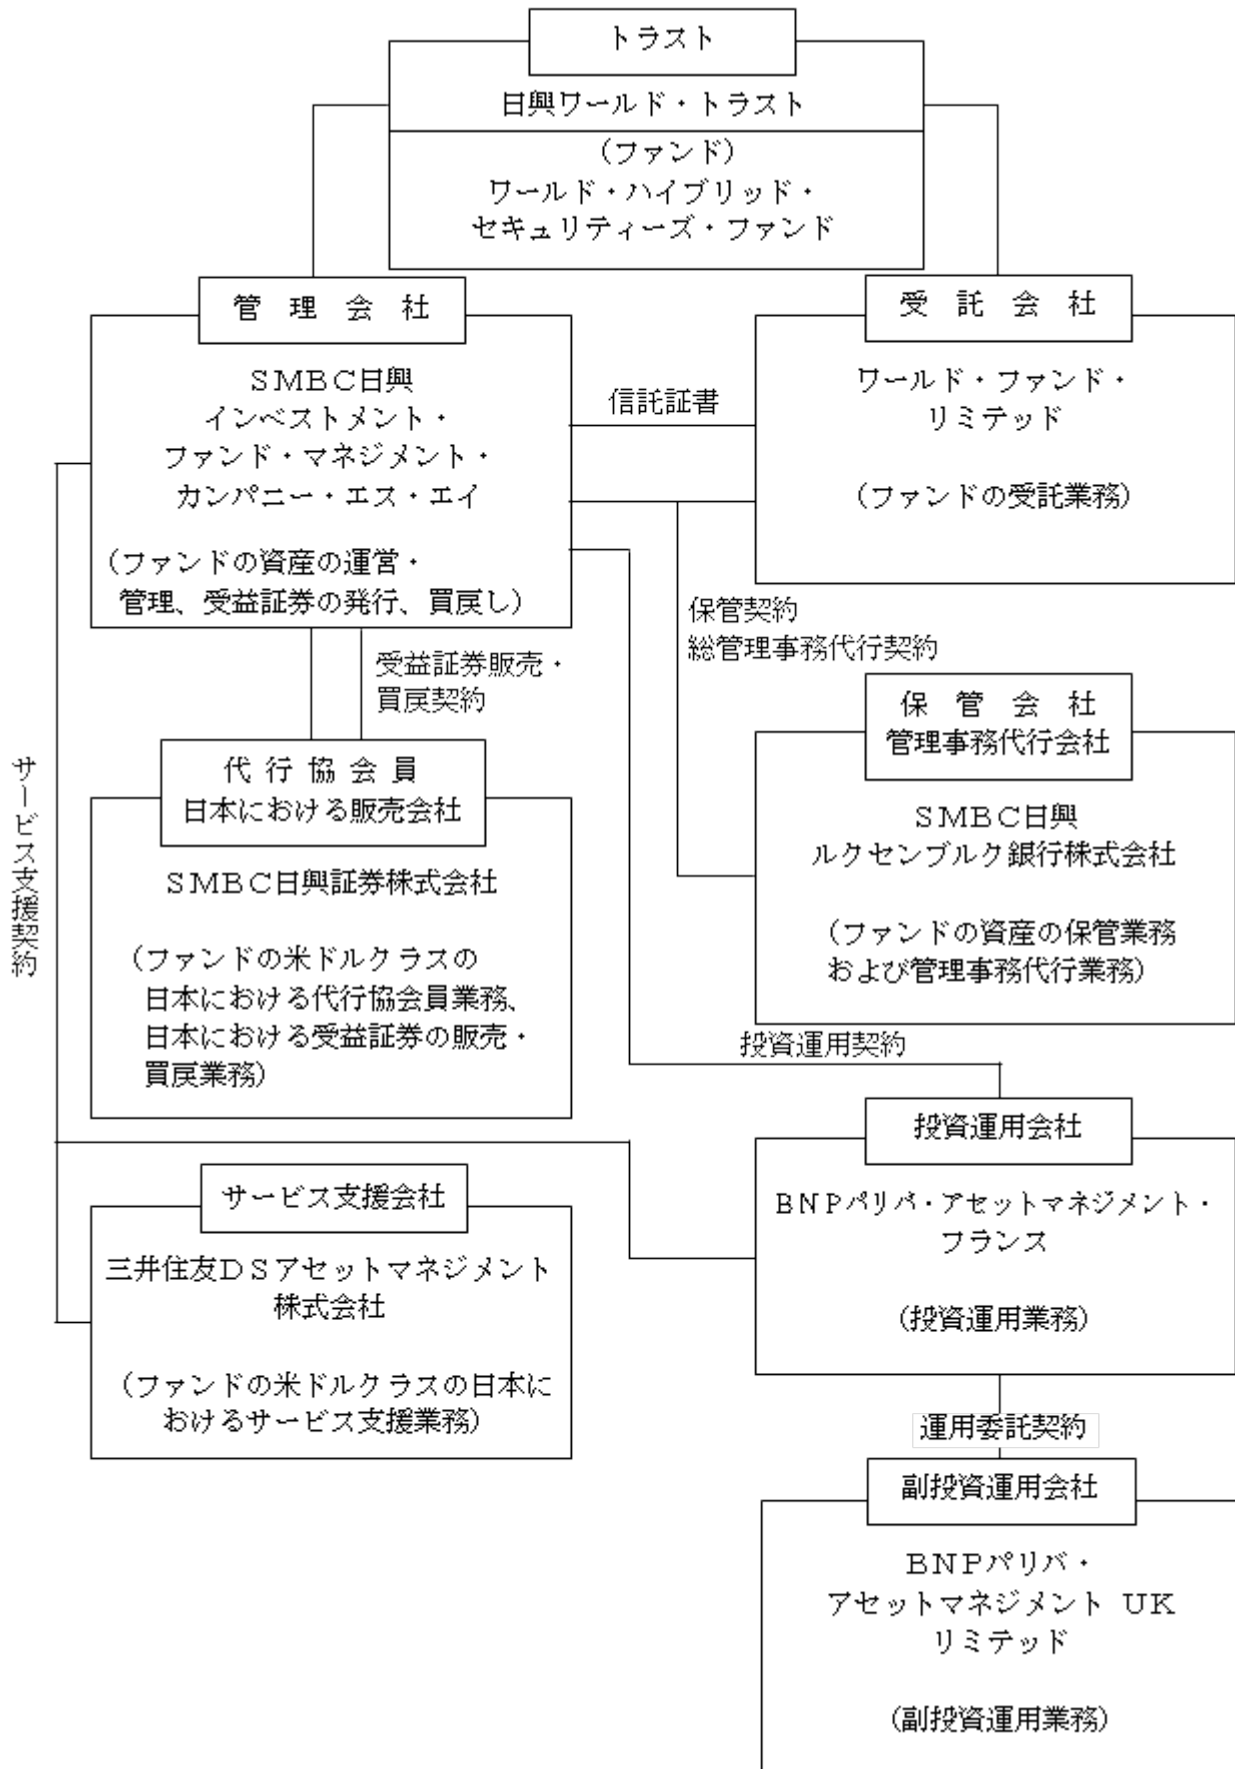 トラスト
日興ワールド・トラスト
(ファンド)
ワールド・ハイブリッド・
セキュリティーズ・ファンド
管理会社
SMBC日興
インベストメント・
ファンド・マネジメント・
カンパニー・エス・エイ
(ファンドの資産の運営・
管理、受益証券の発行、買戻し)
信託証書
受託会社
ワールド・ファンド・
リミテッド
(ファンドの受託業務)
保管契約
総管理事務代行契約
受益証券販売・
買戻契約
サービス支援契約
代行協会員
日本における販売会社
SMBC日興証券株式会社
(ファンドの米ドルクラスの
日本における代行協会員業務、
日本における受益証券の販売・
買戻業務)
保管会社
管理事務代行会社
SMBC日興
ルクセンブルク銀行株式会社
(ファンドの資産の保管業務
および管理事務代行業務)
投資運用契約
投資運用会社
BNPパリバ・アセットマネジメント・
フランス
(投資運用業務)
サービス支援会社
三井住友DSアセットマネジメント
株式会社
(ファンドの米ドルクラスの日本に
おけるサービス支援業務)
運用委託契約
副投資運用会社
BNPパリバ・
アセットマネジメント UK
リミテッド
(副投資運用業務)